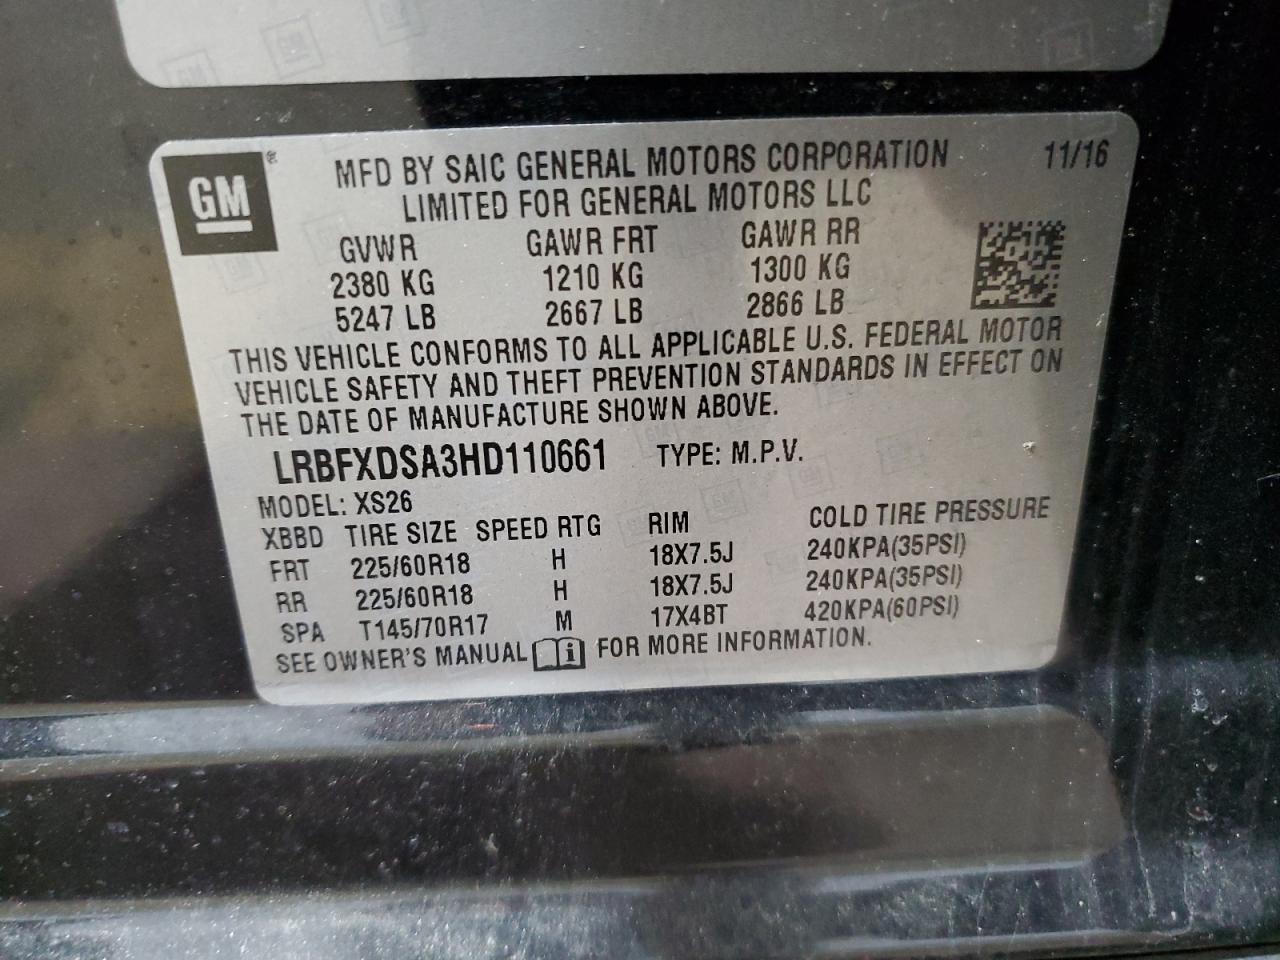 GM ®
MFD BY SAIC GENERAL MOTORS CORPORATION 11/16
LIMITED FOR GENERAL MOTORS LLC
GVWR GAWR FRT GAWR RR
2380 KG 1210 KG 1300 KG
5247 LB 2667 LB 2866 LB
THIS VEHICLE CONFORMS TO ALL APPLICABLE U.S. FEDERAL MOTOR
VEHICLE SAFETY AND THEFT PREVENTION STANDARDS IN EFFECT ON
THE DATE OF MANUFACTURE SHOWN ABOVE.
LRBFXDSA3HD110661 TYPE: M.P.V.
MODEL: XS26
XBBD TIRE SIZE SPEED RTG RIM COLD TIRE PRESSURE
FRT 225/60R18 H 18X7.5J 240KPA(35PSI)
RR 225/60R18 H 18X7.5J 240KPA(35PSI)
SPA T145/70R17 M 17X4BT 420KPA(60PSI)
SEE OWNER'S MANUAL i FOR MORE INFORMATION.